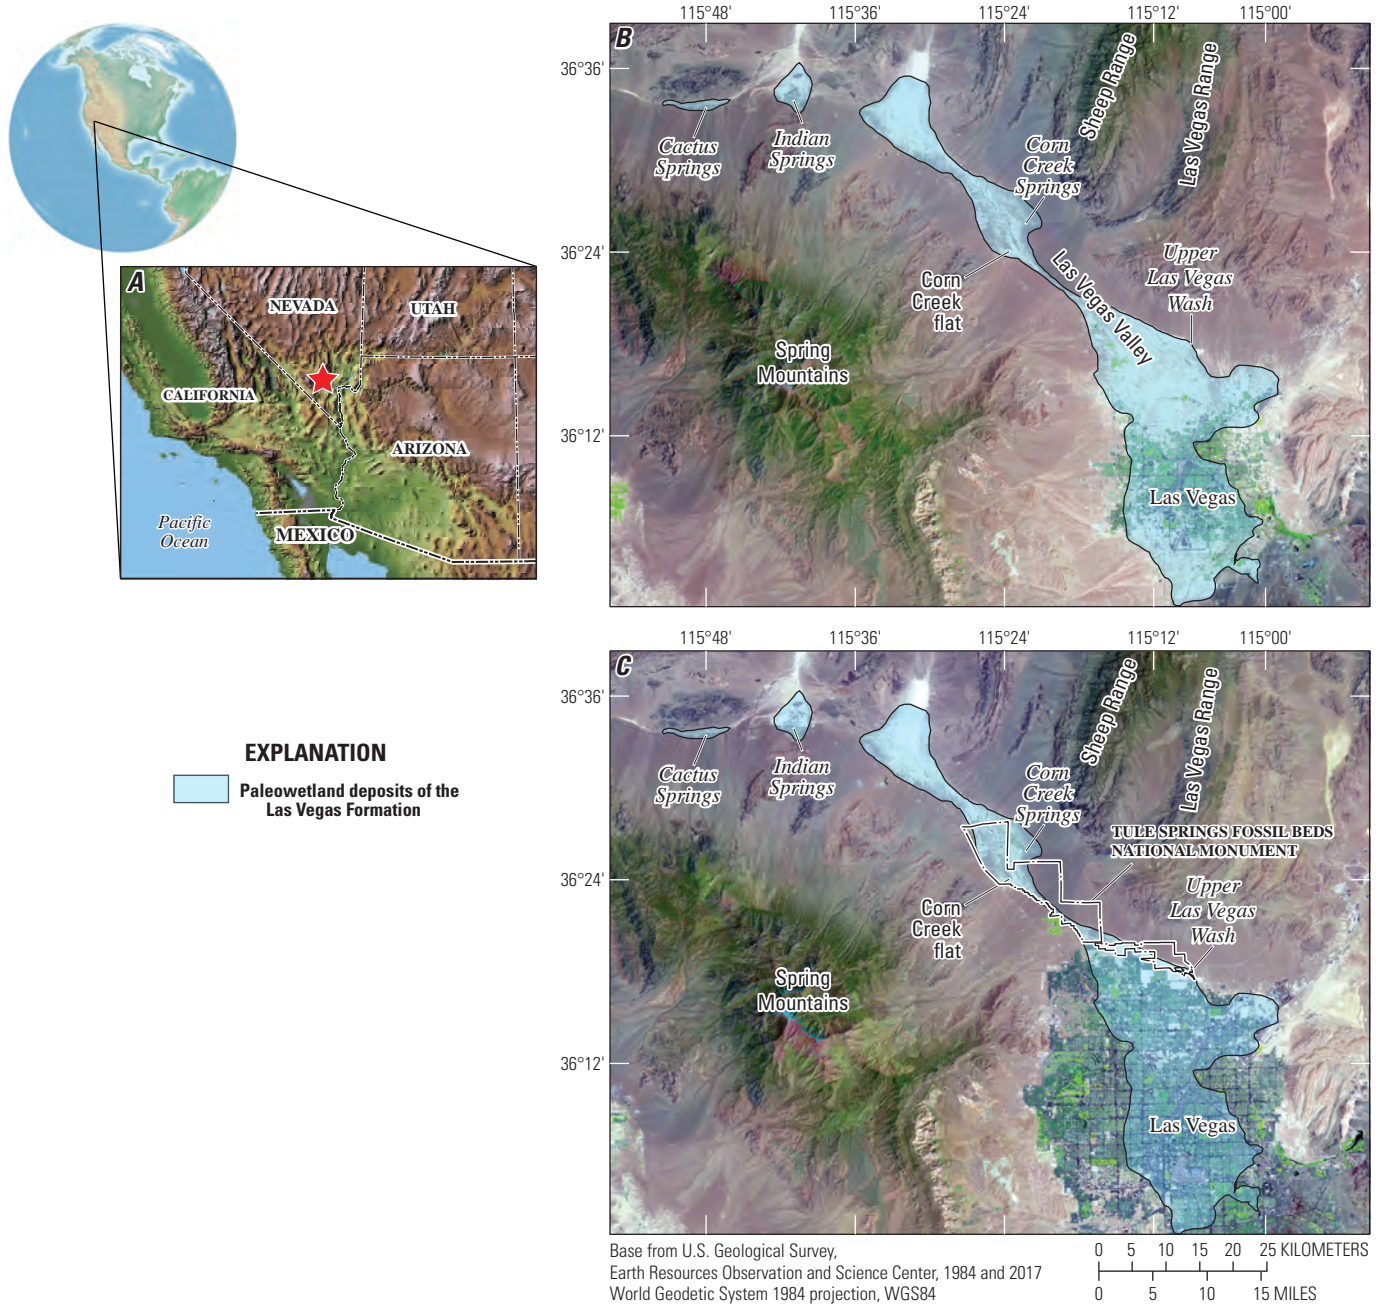 A
NEVADA
UTAH
CALIFORNIA
ARIZONA
Pacific
Ocean
MEXICO
EXPLANATION
Paleowetland deposits of the
Las Vegas Formation
115°48'
115°36'
115°24'
115°12'
115°00'
B
36°36'
36°24'
36°12'
Cactus
Springs
Indian
Springs
Corn
Creek
Springs
Sheep Range
Las Vegas Range
Upper
Las Vegas
Wash
Corn
Creek
flat
Las Vegas Valley
Spring
Mountains
Las Vegas
115°48'
115°36'
115°24'
115°12'
115°00'
C
36°36'
36°24'
36°12'
Cactus
Springs
Indian
Springs
Corn
Creek
Springs
Sheep Range
Las Vegas Range
TULE SPRINGS FOSSIL BEDS
NATIONAL MONUMENT
Upper
Las Vegas
Wash
Corn
Creek
flat
Spring
Mountains
Las Vegas
Base from U.S. Geological Survey,
Earth Resources Observation and Science Center, 1984 and 2017
World Geodetic System 1984 projection, WGS84
0 5 10 15 20 25 KILOMETERS
0 5 10 15 MILES